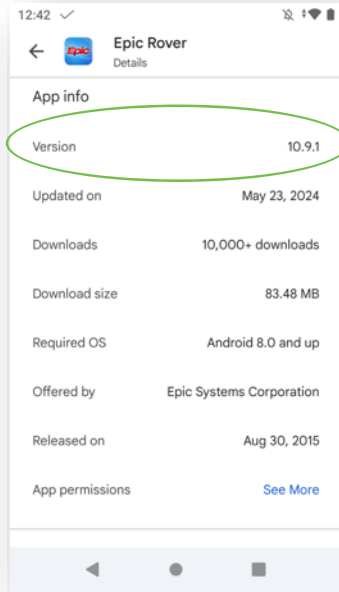 12:42
Epic Epic Rover
Details
App info
Version 10.9.1
Updated on May 23, 2024
Downloads 10,000+ downloads
Download size 83.48 MB
Required OS Android 8.0 and up
Offered by Epic Systems Corporation
Released on Aug 30, 2015
App permissions See More